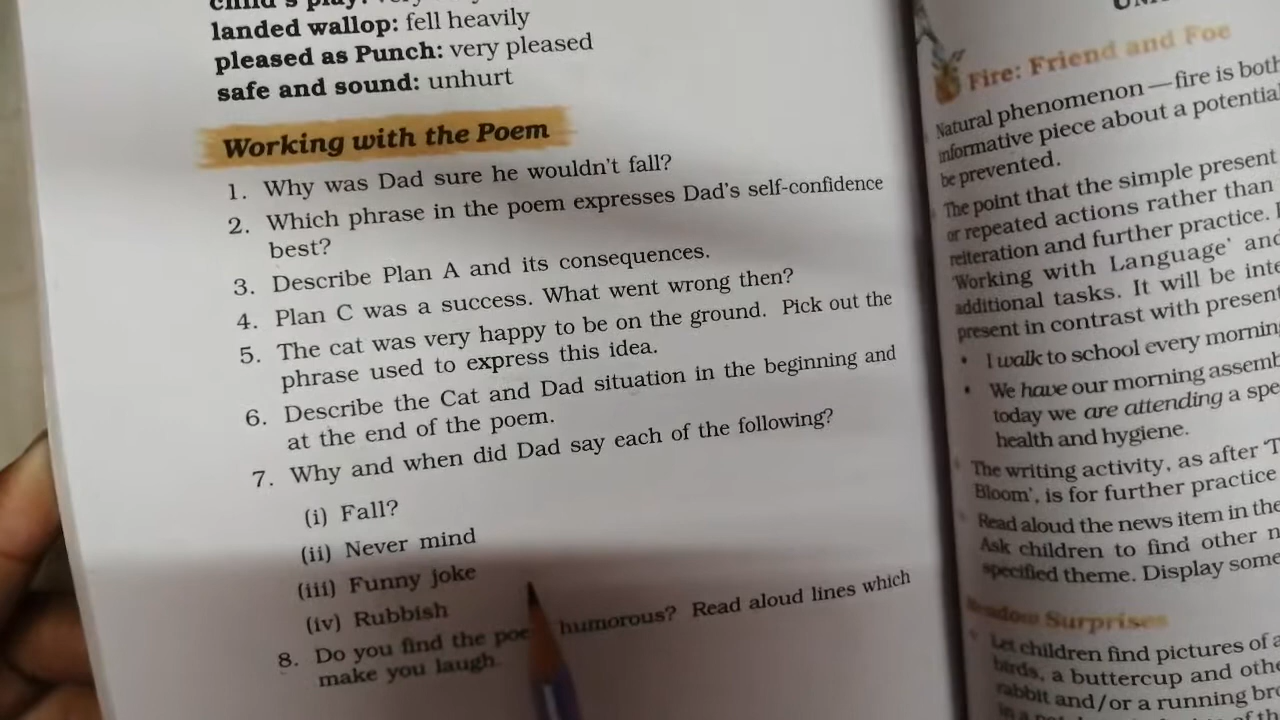 child's play:
landed wallop: fell heavily
pleased as Punch: very pleased
safe and sound: unhurt
Working with the Poem
1. Why was Dad sure he wouldn't fall?
2. Which phrase in the poem expresses Dad's self-confidence
best?
3. Describe Plan A and its consequences.
4. Plan C was a success. What went wrong then?
5. The cat was very happy to be on the ground. Pick out the
phrase used to express this idea.
6. Describe the Cat and Dad situation in the beginning and
at the end of the poem.
7. Why and when did Dad say each of the following?
(i) Fall?
(ii) Never mind
(iii) Funny joke
(iv) Rubbish
8. Do you find the humorous? Read aloud lines which
make you laugh.
Fire: Friend and Foe
Natural phenomenon — fire is both
informative piece about a potential
be prevented.
The point that the simple present
or repeated actions rather than
reiteration and further practice.
'Working with Language' and
additional tasks. It will be
present in contrast with present
• I walk to school every morning
• We have our morning
today we are attending a
health and hygiene.
The writing activity, as after
Bloom', is for further practice
Read aloud the news item in the
Ask children to find other
specified theme. Display some
Meadow Surprises
Let children find pictures of
birds, a buttercup and
rabbit and/or a running